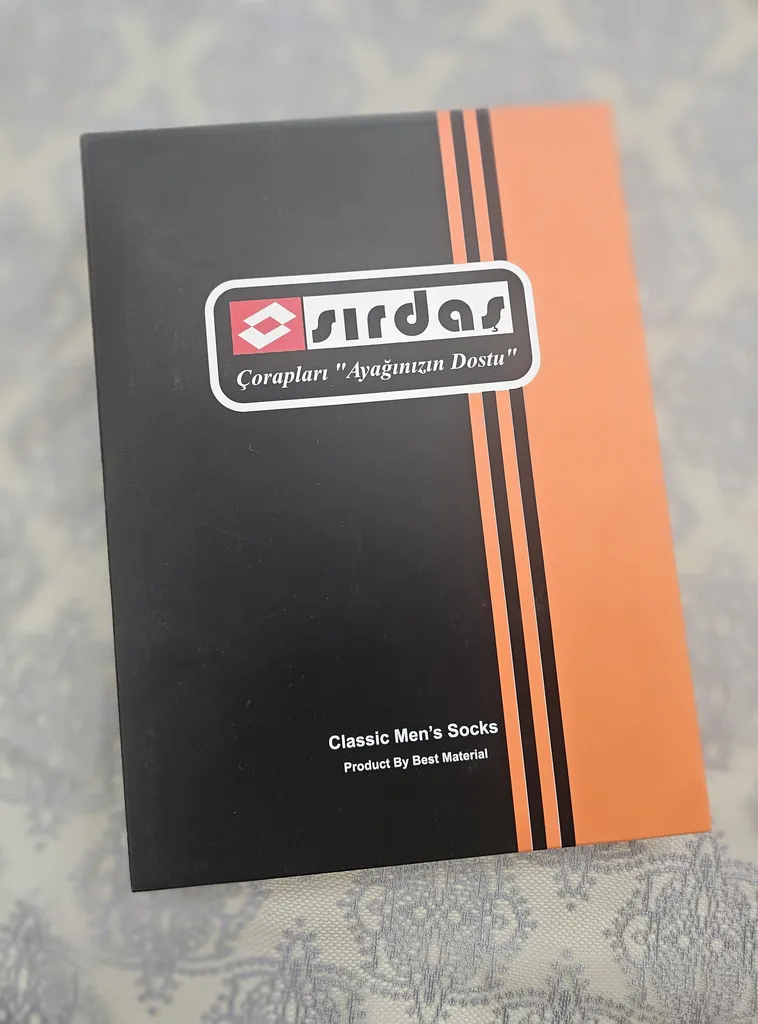 sırdaş
Çorapları "Ayağınızın Dostu"
Classic Men's Socks
Product By Best Material